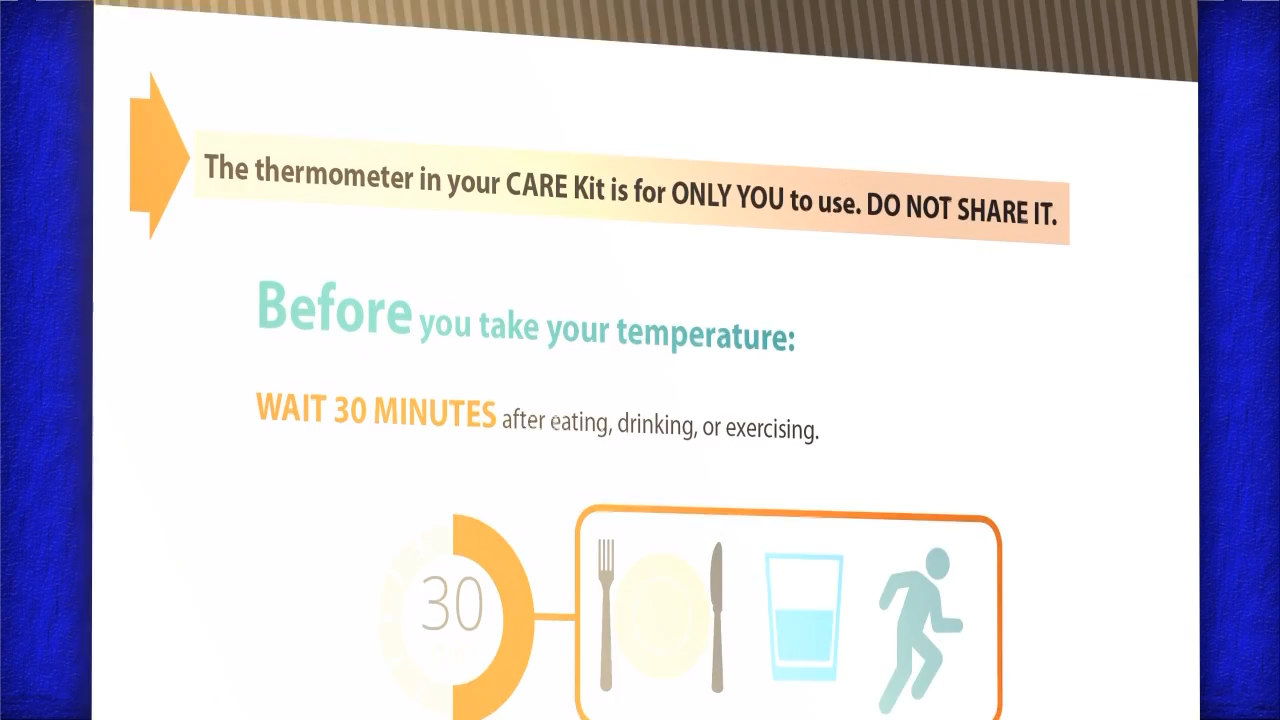 The thermometer in your CARE Kit is for ONLY YOU to use. DO NOT SHARE IT.
Before you take your temperature:
WAIT 30 MINUTES after eating, drinking, or exercising.
30